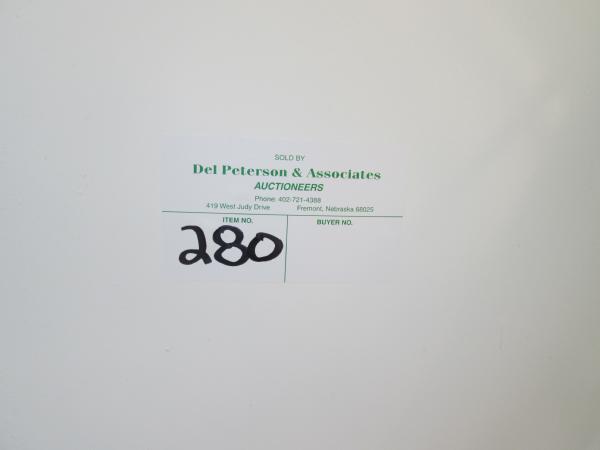 SOLD BY
Del Peterson & Associates
AUCTIONEERS
Phone: 402-721-4388
419 West Judy Drive Fremont, Nebraska 68025
ITEM NO. BUYER NO.
280